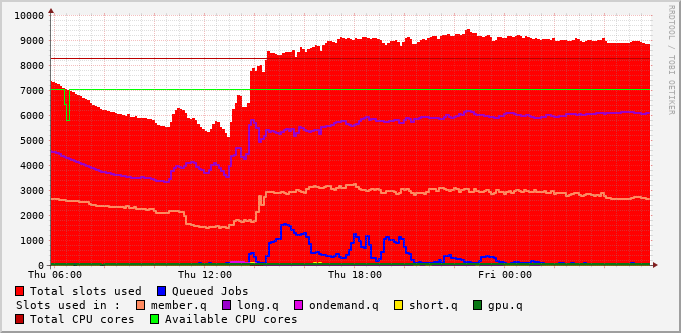 10000
9000
8000
7000
6000
5000
4000
3000
2000
1000
0
Thu 06:00 Thu 12:00 Thu 18:00 Fri 00:00
Total slots used Queued Jobs
Slots used in : member.q long.q ondemand.q short.q gpu.q
Total CPU cores Available CPU cores
RRDTOOL / TOBI OETIKER